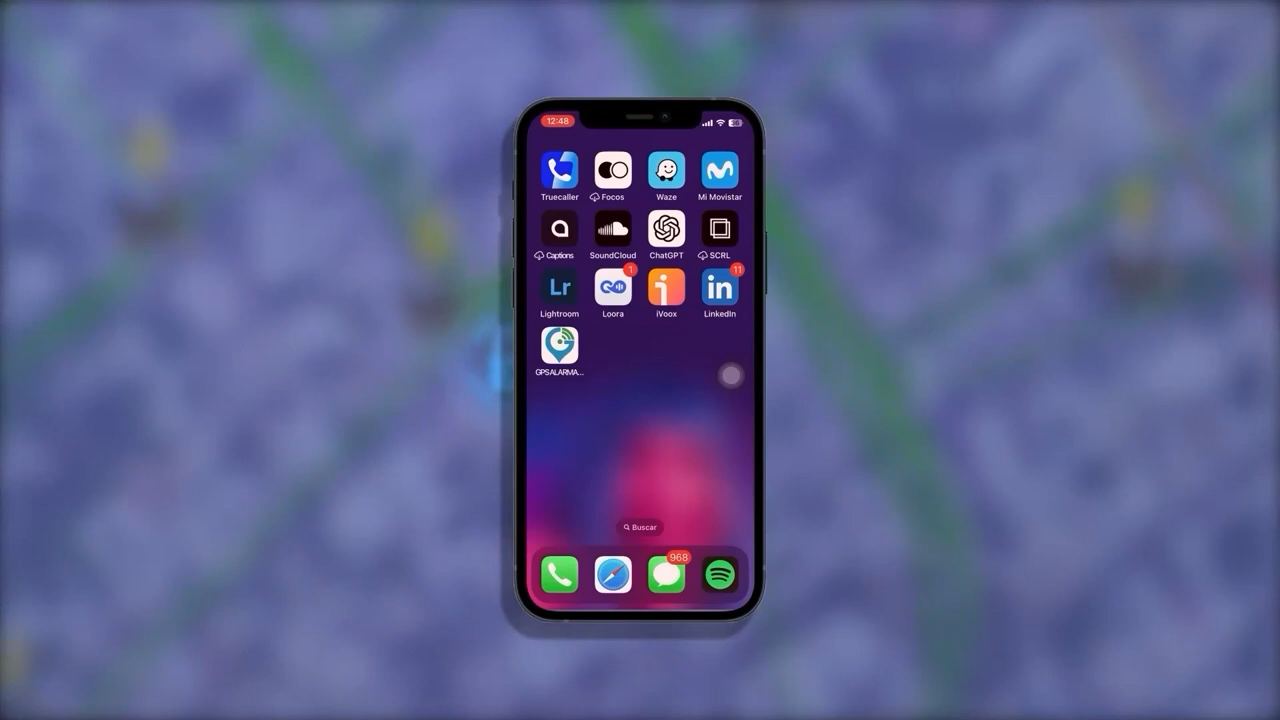 12:48
36
Truecaller Focos Waze Mi Movistar
Captions SoundCloud ChatGPT SCRL
Lr 1 in 11
Lightroom Loora iVoox LinkedIn
GPSALARMA...
Buscar
968